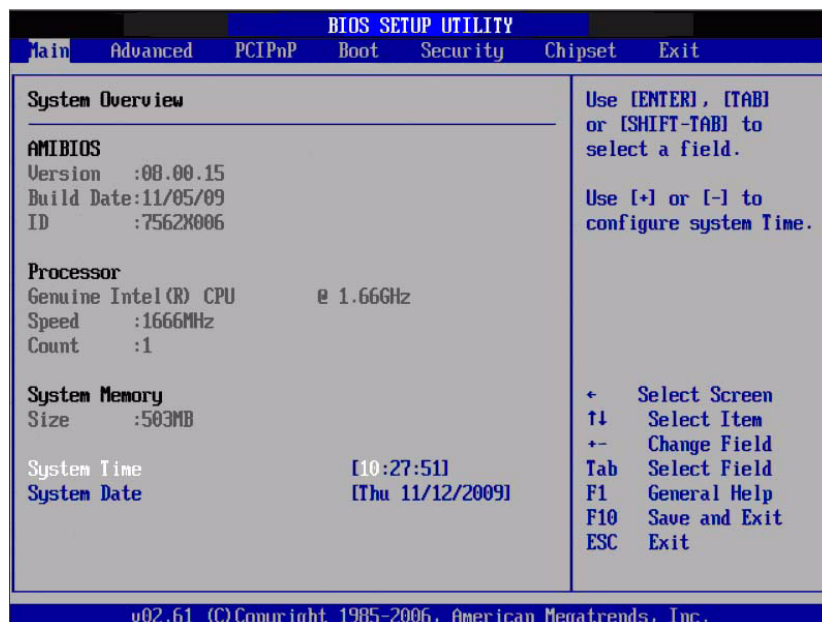 BIOS SETUP UTILITY
Main Advanced PCIPnP Boot Security Chipset Exit
System Overview
AMIBIOS
Version :08.00.15
Build Date:11/05/09
ID :7562X006
Processor
Genuine Intel(R) CPU @ 1.66GHz
Speed :1666MHz
Count :1
System Memory
Size :503MB
System Time [10:27:51]
System Date [Thu 11/12/2009]
Use [ENTER], [TAB]
or [SHIFT-TAB] to
select a field.
Use [+] or [-] to
configure system Time.
← Select Screen
↑↓ Select Item
+- Change Field
Tab Select Field
F1 General Help
F10 Save and Exit
ESC Exit
v02.61 (C)Copyright 1985-2006, American Megatrends, Inc.